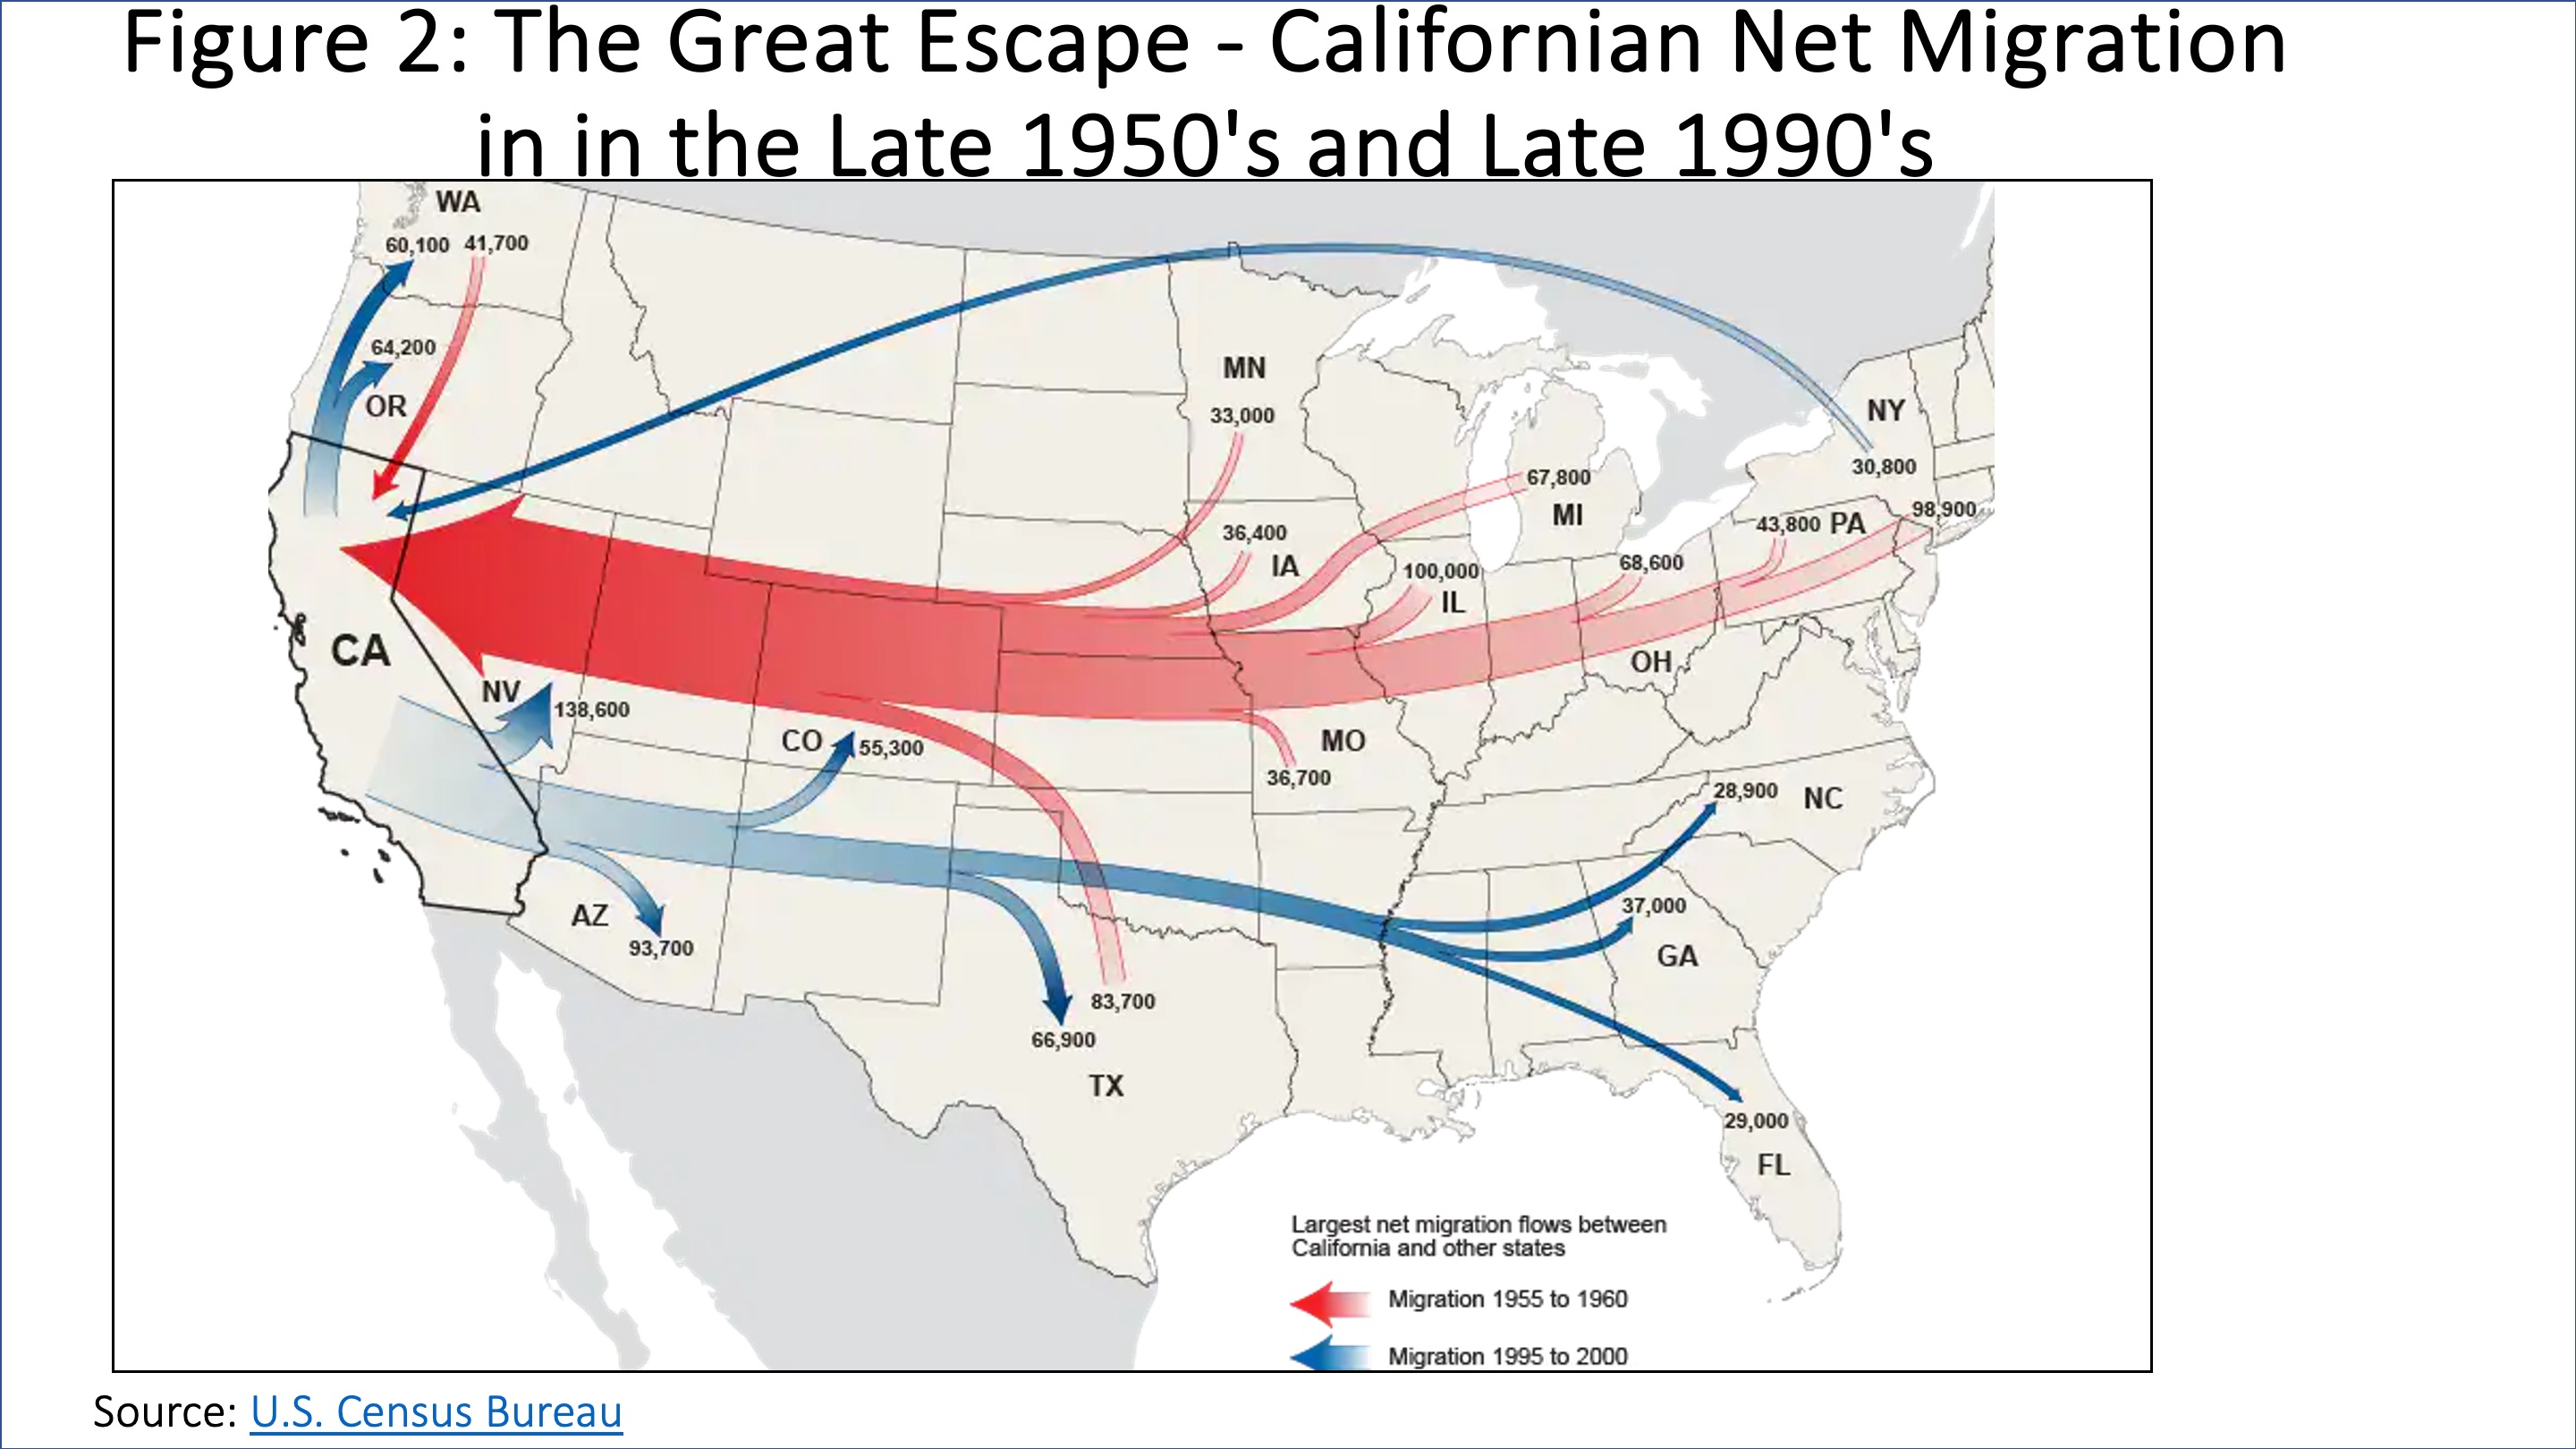 Figure 2: The Great Escape - Californian Net Migration
in in the Late 1950's and Late 1990's
WA
60,100 41,700
64,200
OR
MN
33,000
NY
30,800
67,800
MI
98,900
43,800 PA
36,400
IA
100,000
IL
68,600
CA
OH
NV
138,600
CO 55,300
MO
36,700
28,900 NC
37,000
GA
AZ
93,700
83,700
66,900
TX
29,000
FL
Largest net migration flows between
California and other states
Migration 1955 to 1960
Migration 1995 to 2000
Source: U.S. Census Bureau